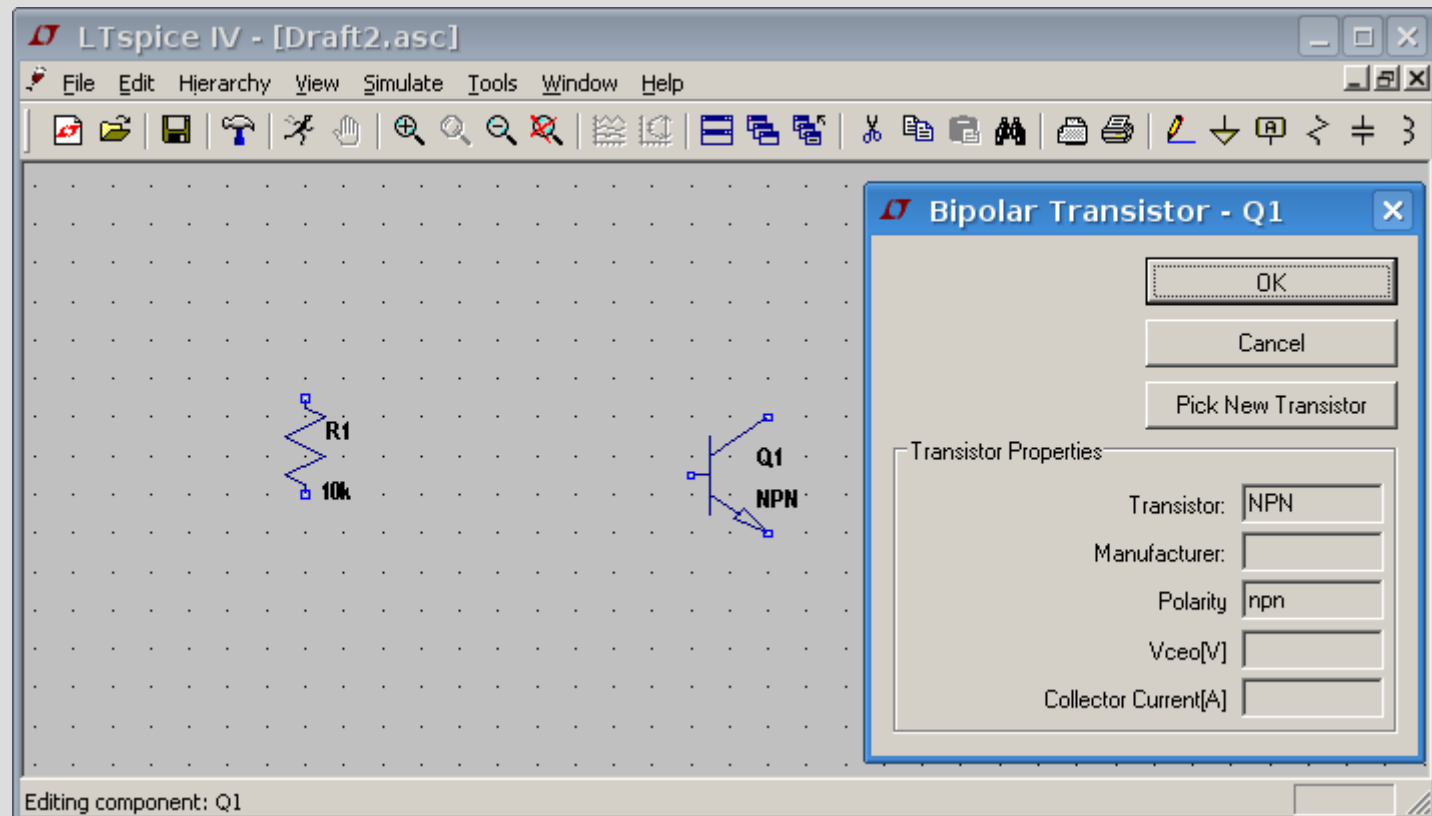 LTspice IV - [Draft2.asc]
File Edit Hierarchy View Simulate Tools Window Help
Bipolar Transistor - Q1
OK
Cancel
Pick New Transistor
Transistor Properties
Transistor: NPN
Manufacturer:
Polarity npn
Vceo[V]
Collector Current[A]
R1
10k
Q1
NPN
Editing component: Q1